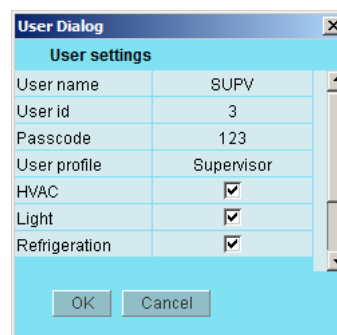 User Dialog
User settings
User name SUPV
User id 3
Passcode 123
User profile Supervisor
HVAC
Light
Refrigeration
OK Cancel